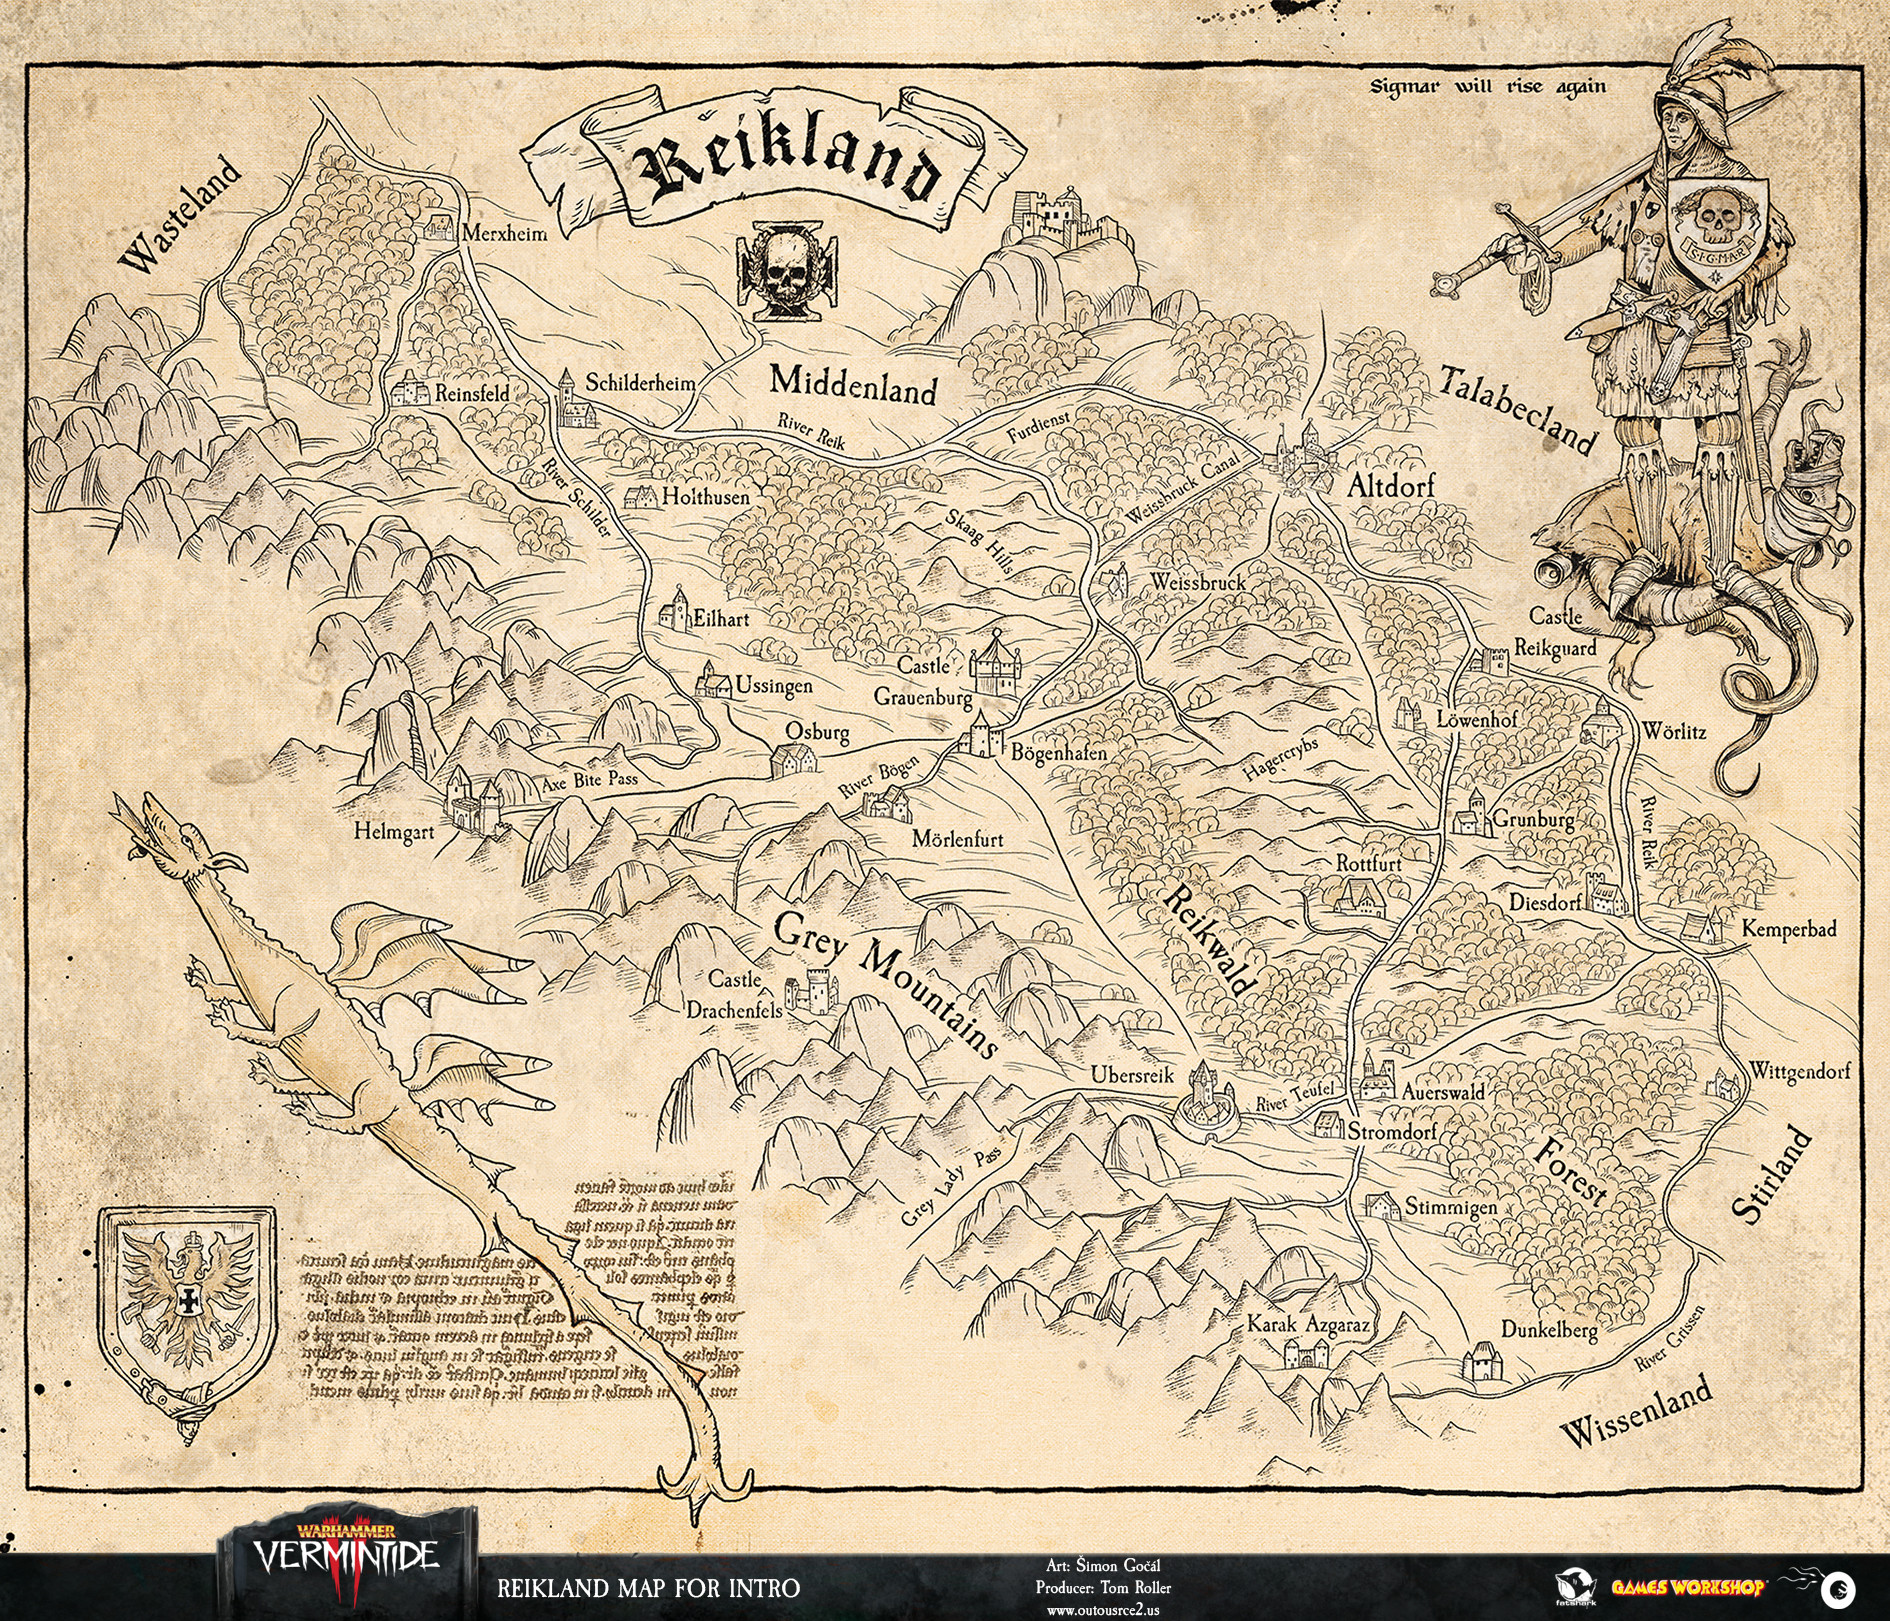 Sigmar will rise again
Reikland
SIGMAR
Wasteland
Merxheim
Middenland
Talabecland
Schilderheim
Reinsfeld
River Reik
Furdienst
Altdorf
Weissbruck Canal
River Schilder
Holthusen
Skaag Hills
Weissbruck
Eilhart
Castle
Reikguard
Castle
Grauenburg
Ussingen
Löwenhof
Wörlitz
Osburg
Bögenhafen
Hagercrybs
Axe Bite Pass
River Bögen
Helmgart
Mörlenfurt
Grunburg
River Reik
Rottfurt
Diesdorf
Reikwald
Kemperbad
Grey Mountains
Castle
Drachenfels
Ubersreik
River Teufel
Auerswald
Wittgendorf
Stromdorf
Forest
Stirland
Grey Lady Pass
Stimmigen
Karak Azgaraz
Dunkelberg
River Grissen
Wissenland
WARHAMMER
VERMINTIDE
II
REIKLAND MAP FOR INTRO
Art: Šimon Gočál
Producer: Tom Roller
www.outousrce2.us
fatshark
GAMES WORKSHOP